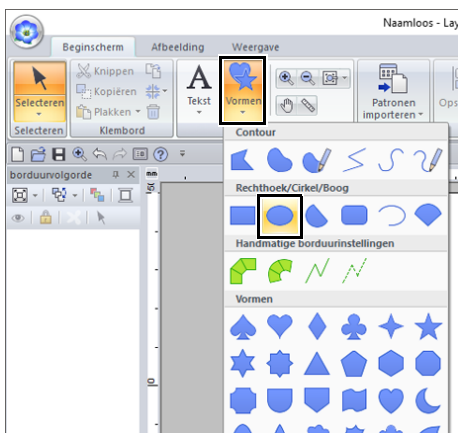 Naamloos - Lay
Beginscherm Afbeelding Weergave
Selecteren
Knippen
Kopiëren
Plakken
Tekst
Vormen
Patronen
importeren
Ops
Selecteren Klembord
borduurvolgorde
mm
Contour
Rechthoek/Cirkel/Boog
Handmatige borduurinstellingen
Vormen